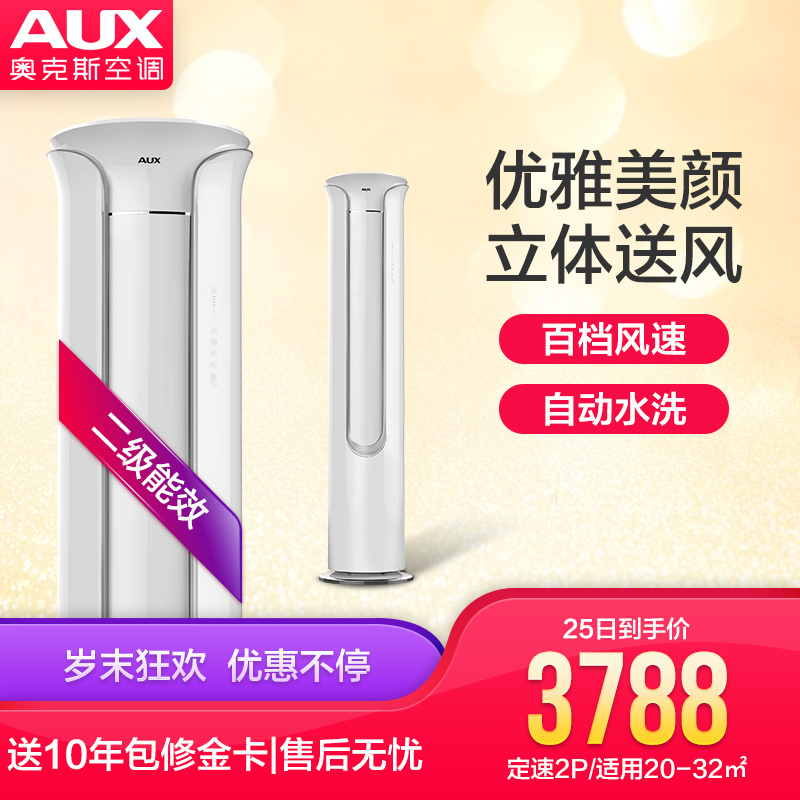 AUX
奥克斯空调
AUX
AUX
优雅美颜
立体送风
百档风速
自动水洗
二级能效
岁末狂欢 优惠不停
25日到手价
3788
送10年包修金卡|售后无忧
定速2P/适用20-32㎡